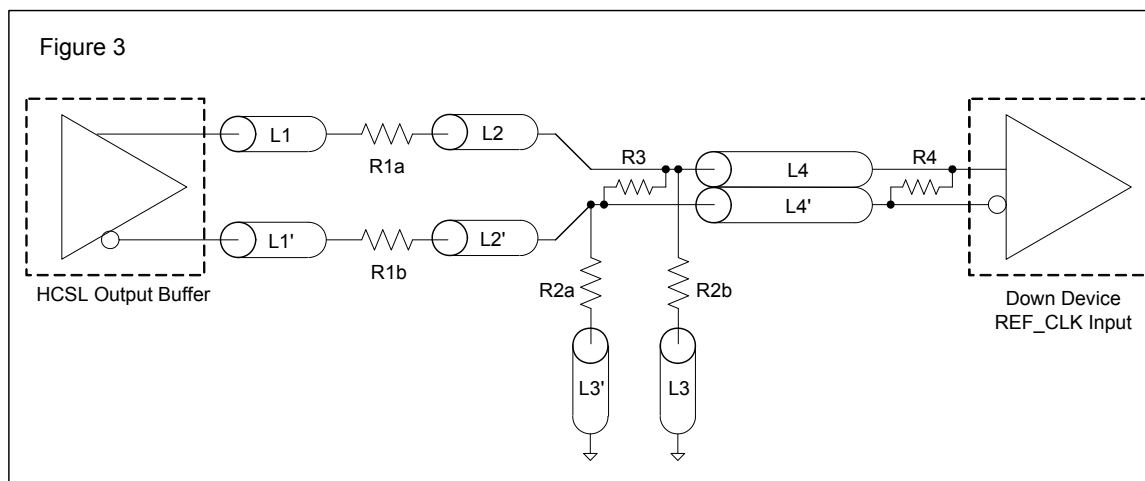 Figure 3
L1
R1a
L2
R3
L4
R4
L4'
L1'
R1b
L2'
HCSL Output Buffer
R2a
R2b
Down Device
REF_CLK Input
L3'
L3